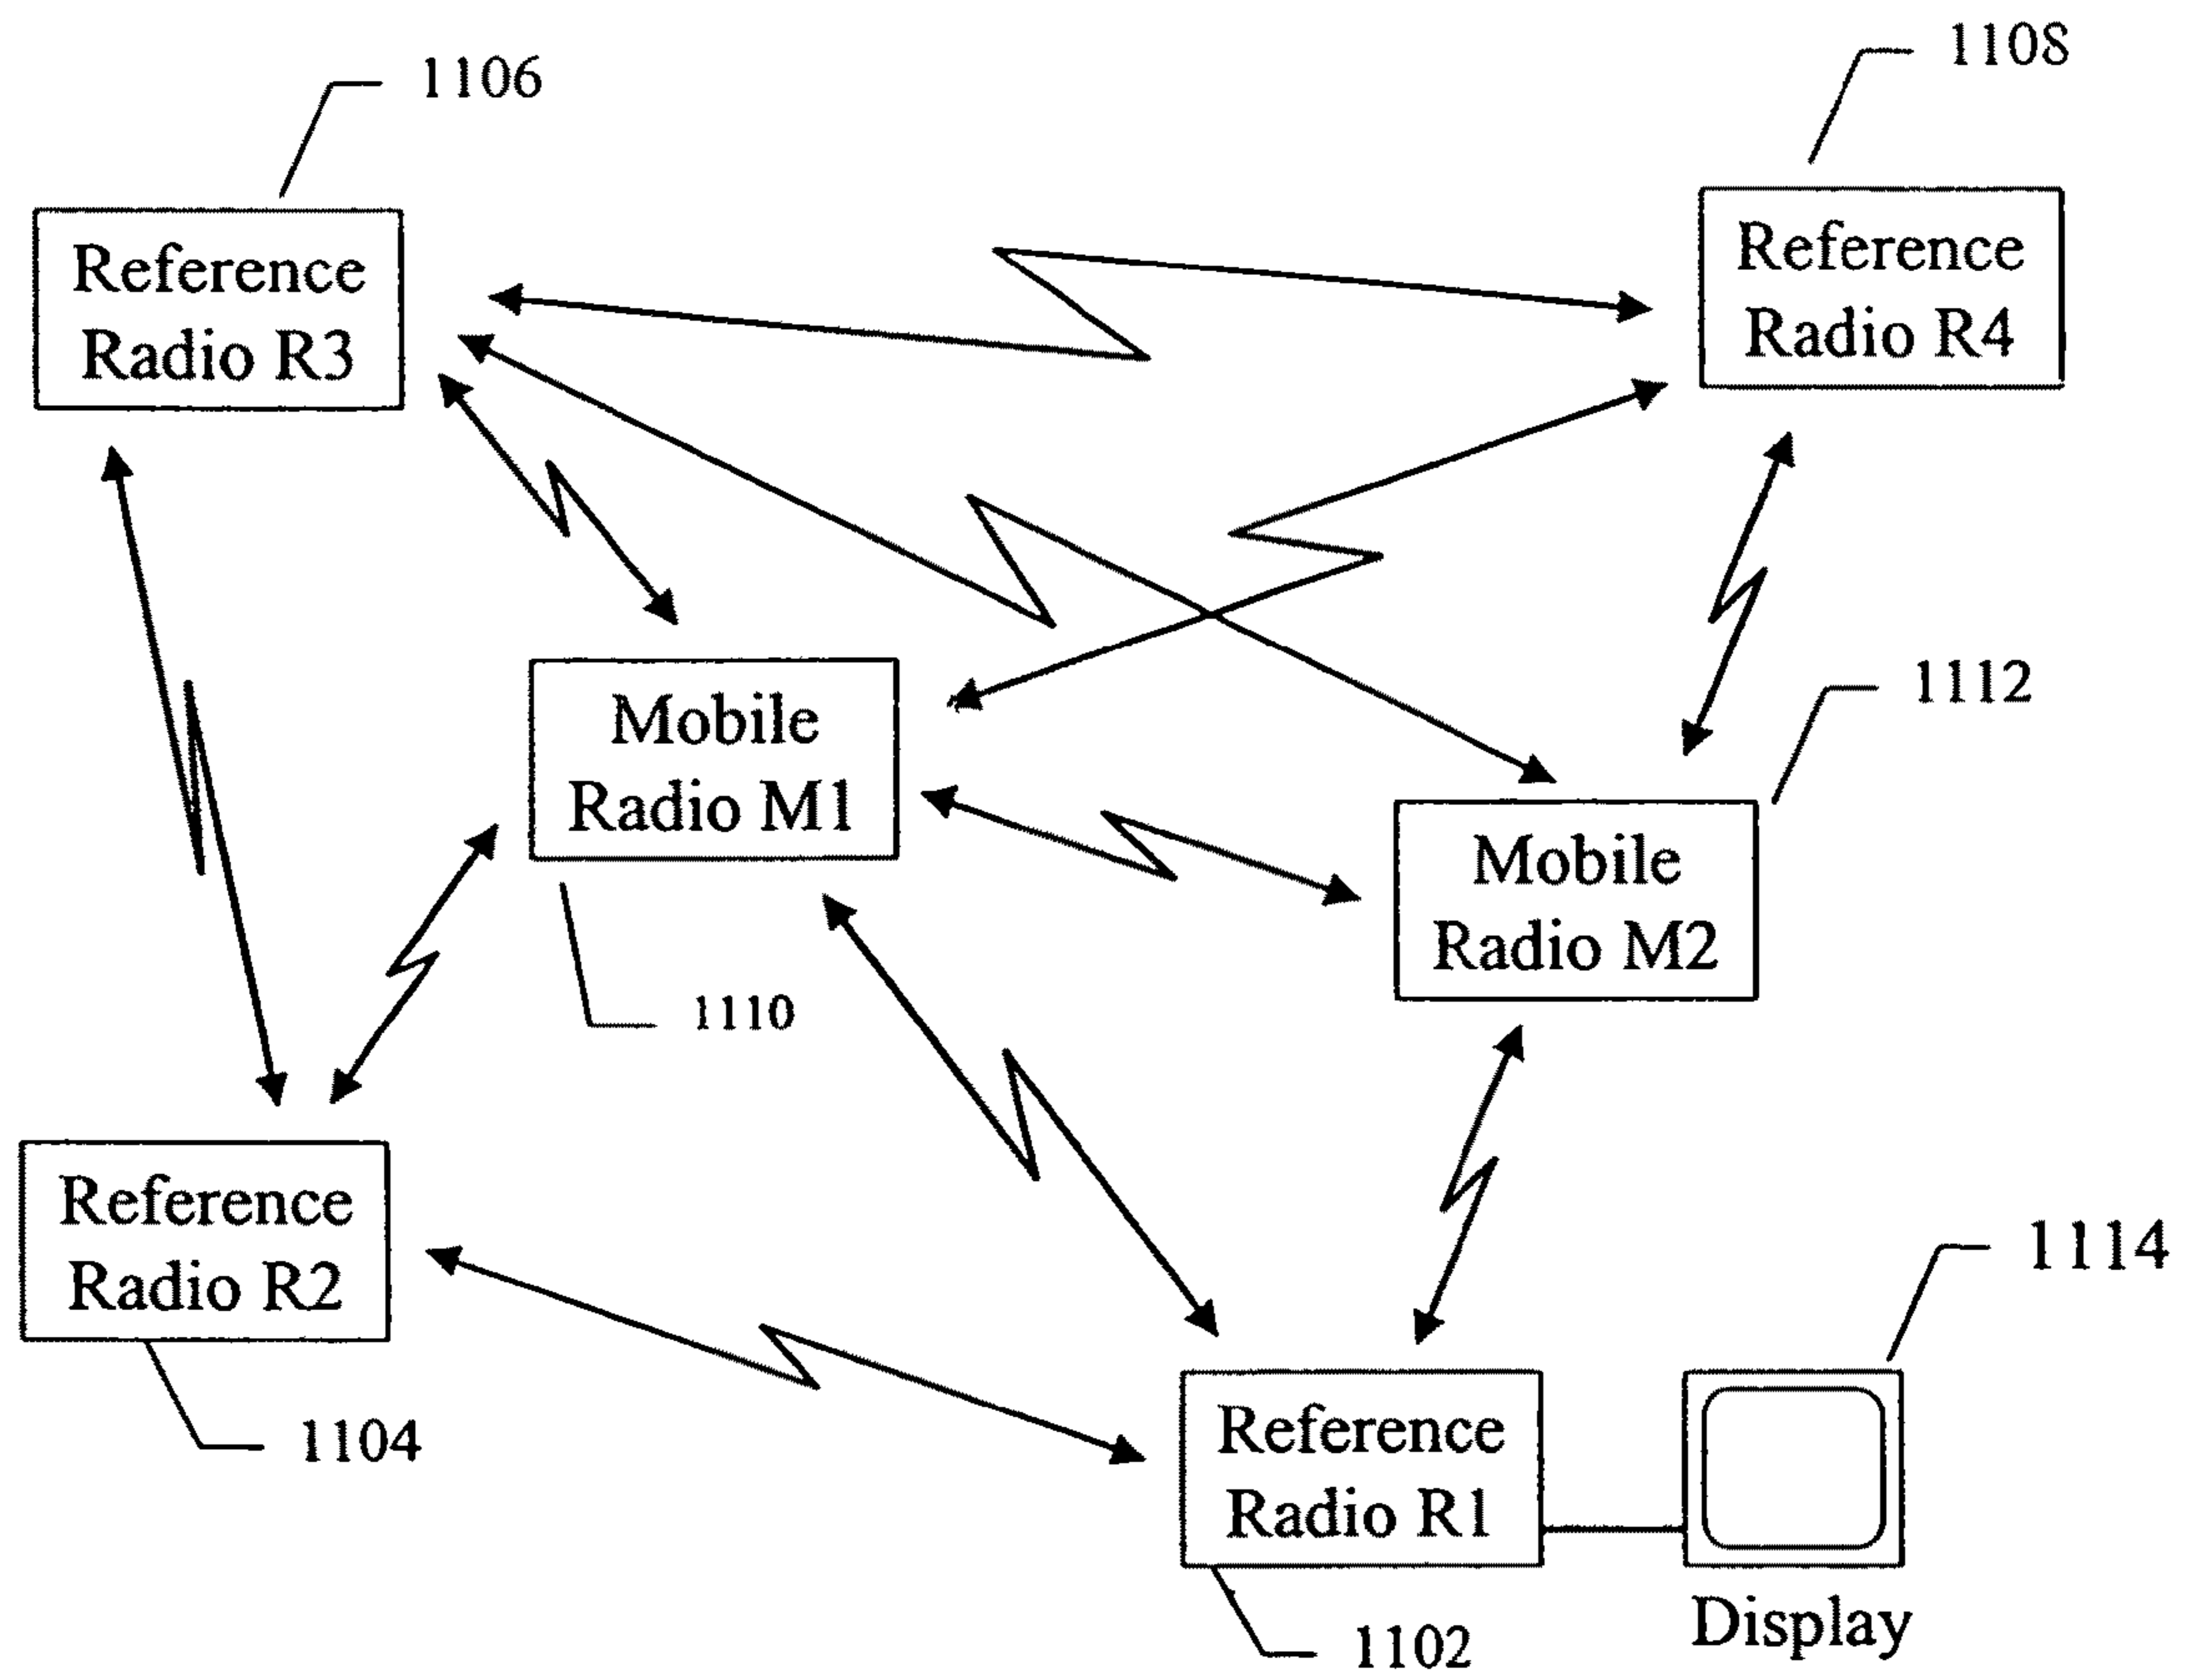 1106
1108
Reference
Radio R3
Reference
Radio R4
Mobile
Radio M1
1112
Mobile
Radio M2
1110
Reference
Radio R2
1114
1104
Reference
Radio R1
Display
1102